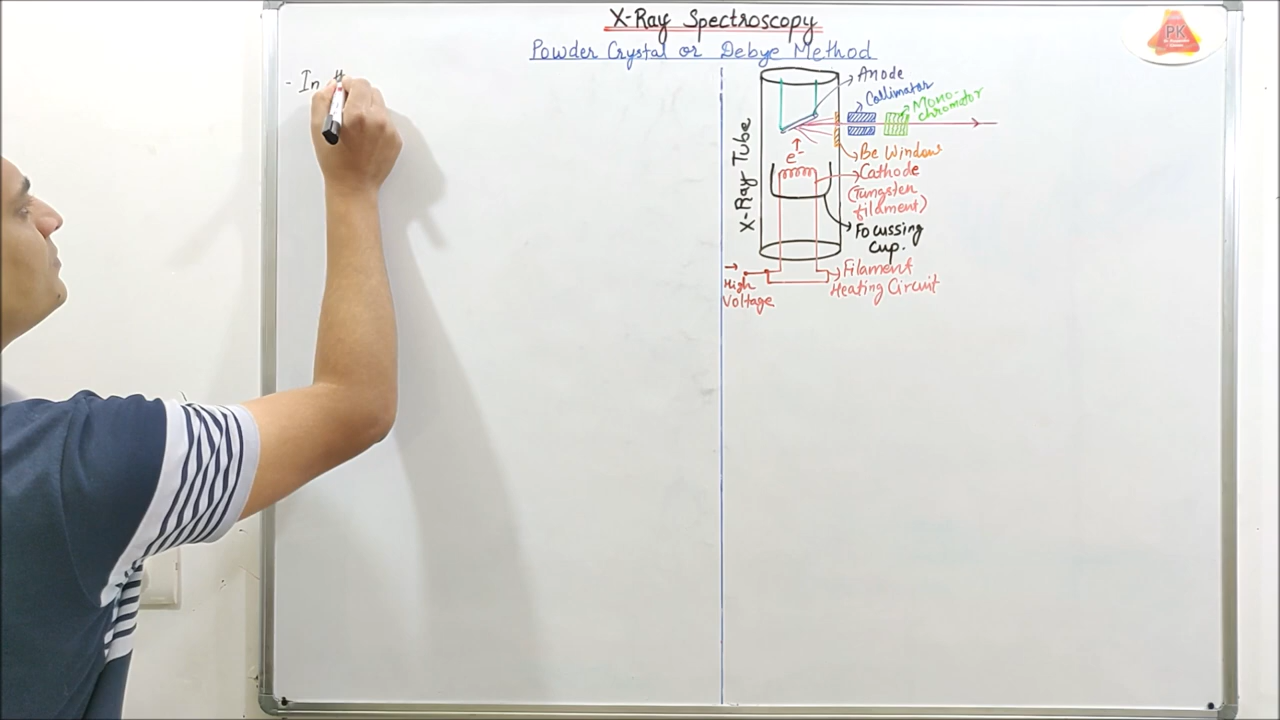 X-Ray Spectroscopy
Powder Crystal or Debye Method
PK
- In
Anode
Collimator
Mono-
chromator
X-Ray Tube
e-
Be Window
Cathode
(Tungsten
filament)
Focussing
Cup.
High
Voltage
Filament
Heating Circuit